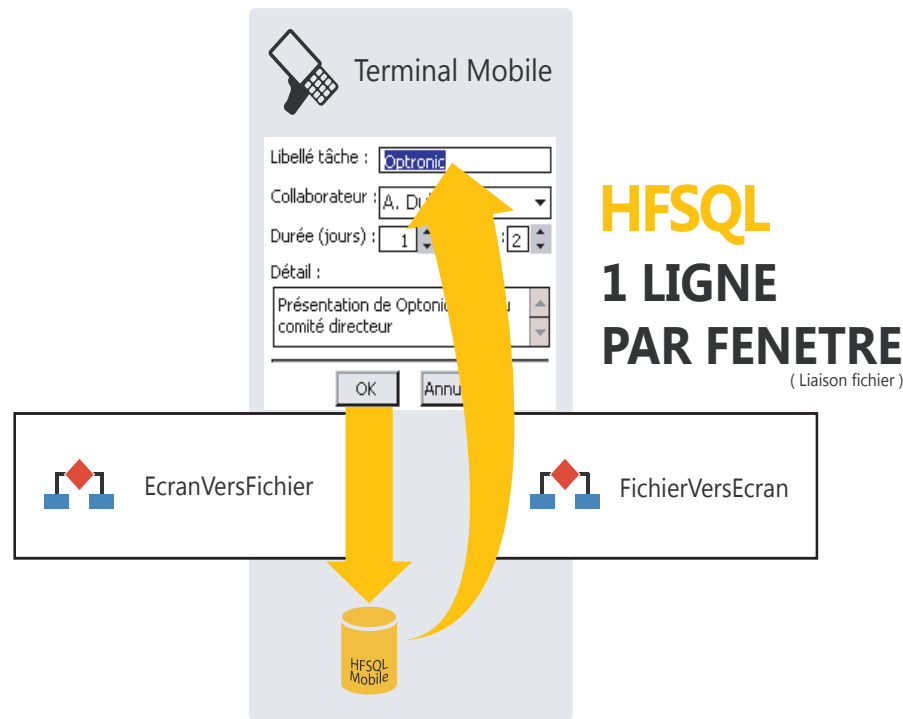 Terminal Mobile
Libellé tâche : Optronic
Collaborateur : A.
Durée (jours) : 1 : 2
Détail :
Présentation de
comité directeur
OK
HFSQL
1 LIGNE
PAR FENETRE
( Liaison fichier )
EcranVersFichier
FichierVersEcran
HFSQL
Mobile